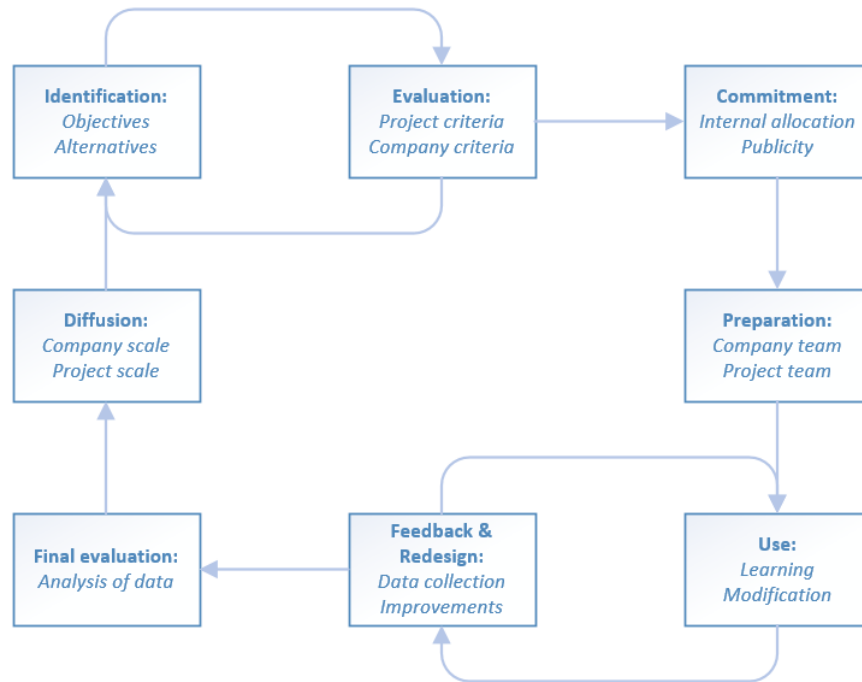 Identification:
Objectives
Alternatives
Evaluation:
Project criteria
Company criteria
Commitment:
Internal allocation
Publicity
Diffusion:
Company scale
Project scale
Preparation:
Company team
Project team
Final evaluation:
Analysis of data
Feedback &
Redesign:
Data collection
Improvements
Use:
Learning
Modification